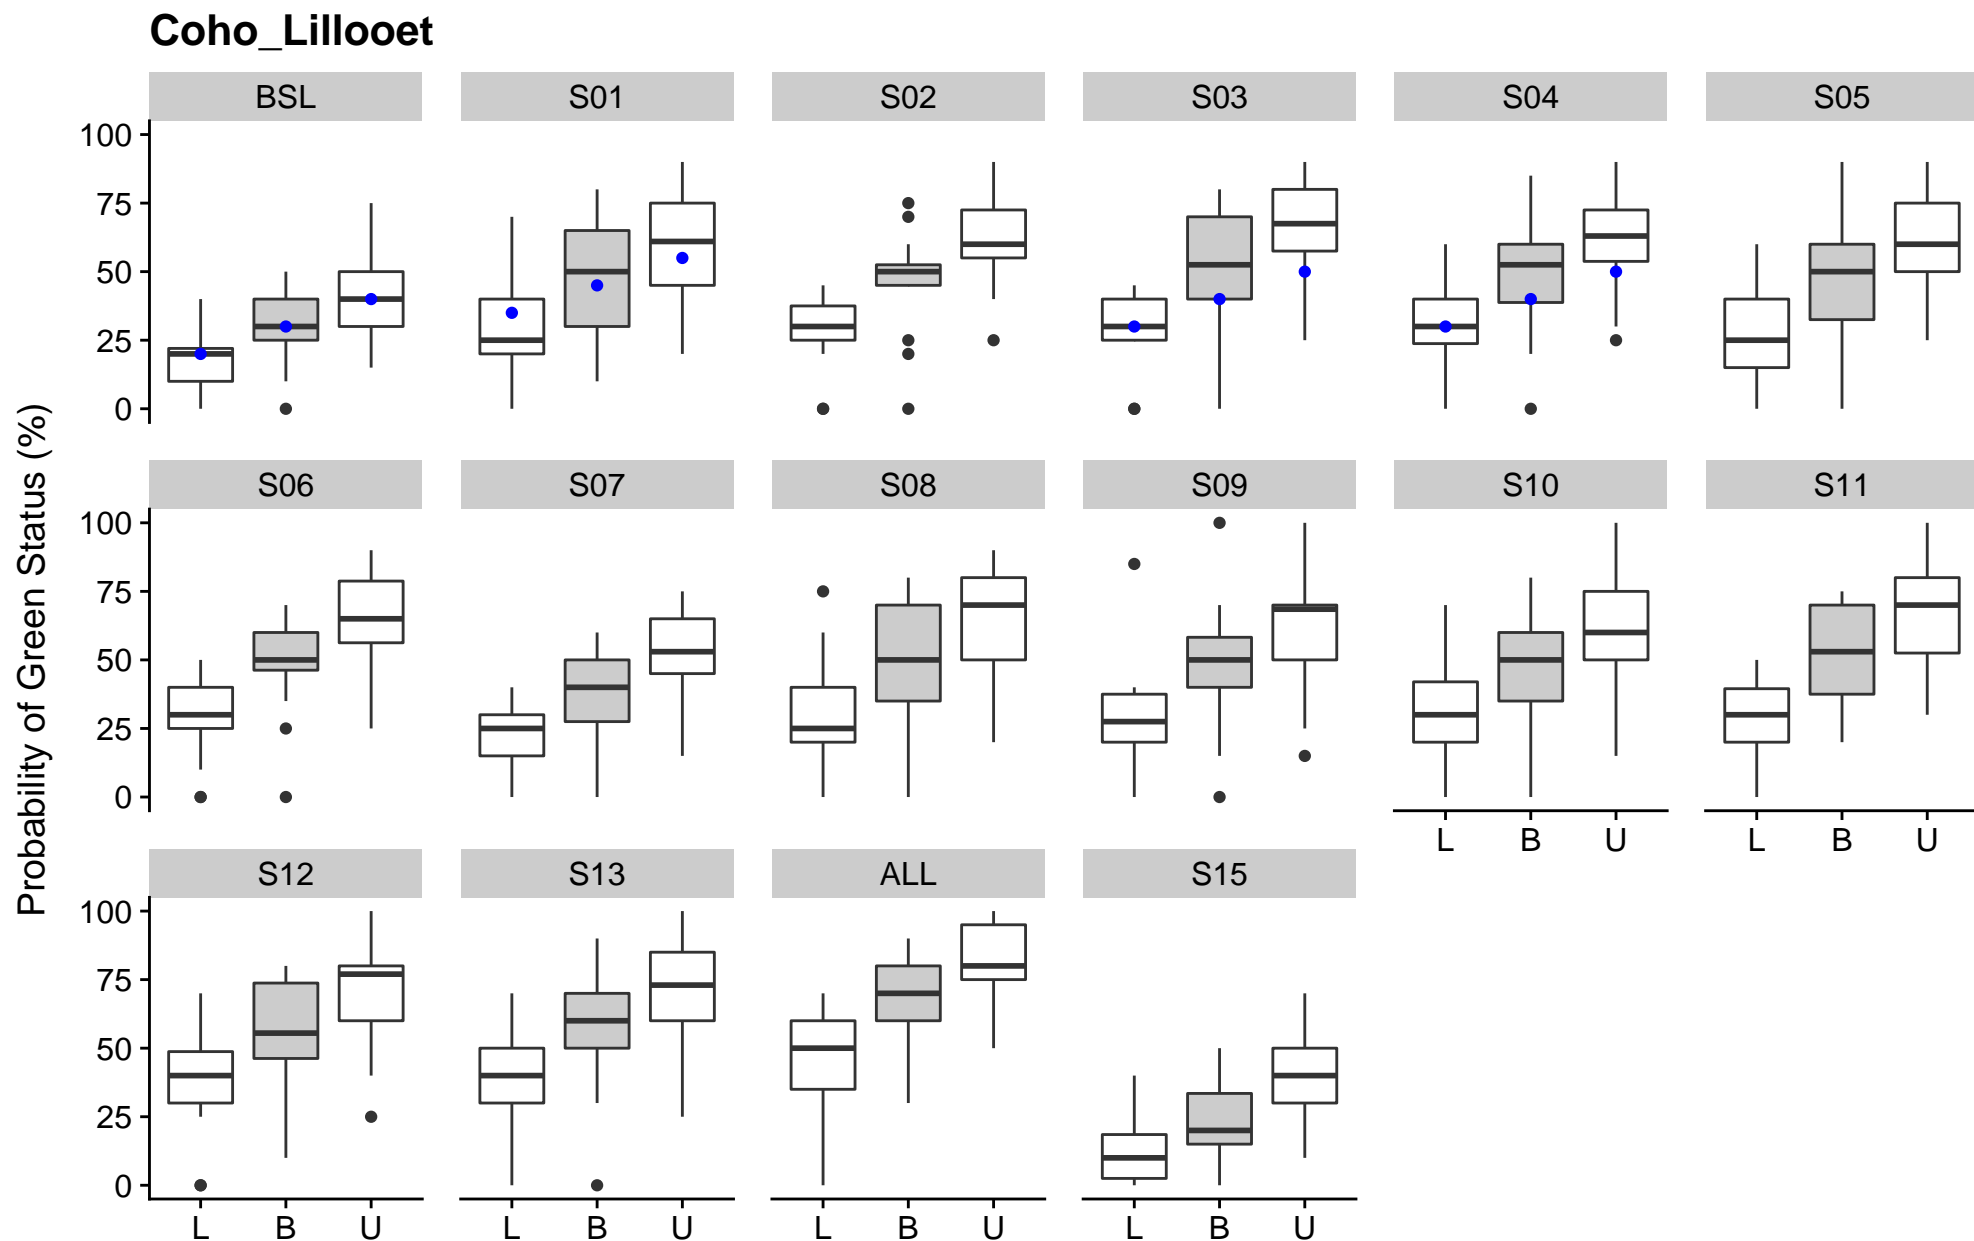 Coho_Lillooet
BSL S01 S02 S03 S04 S05
100
75
50
25
0
Probability of Green Status (%)
S06 S07 S08 S09 S10 S11
100
75
50
25
0
L B U L B U
S12 S13 ALL S15
100
75
50
25
0
L B U L B U L B U L B U